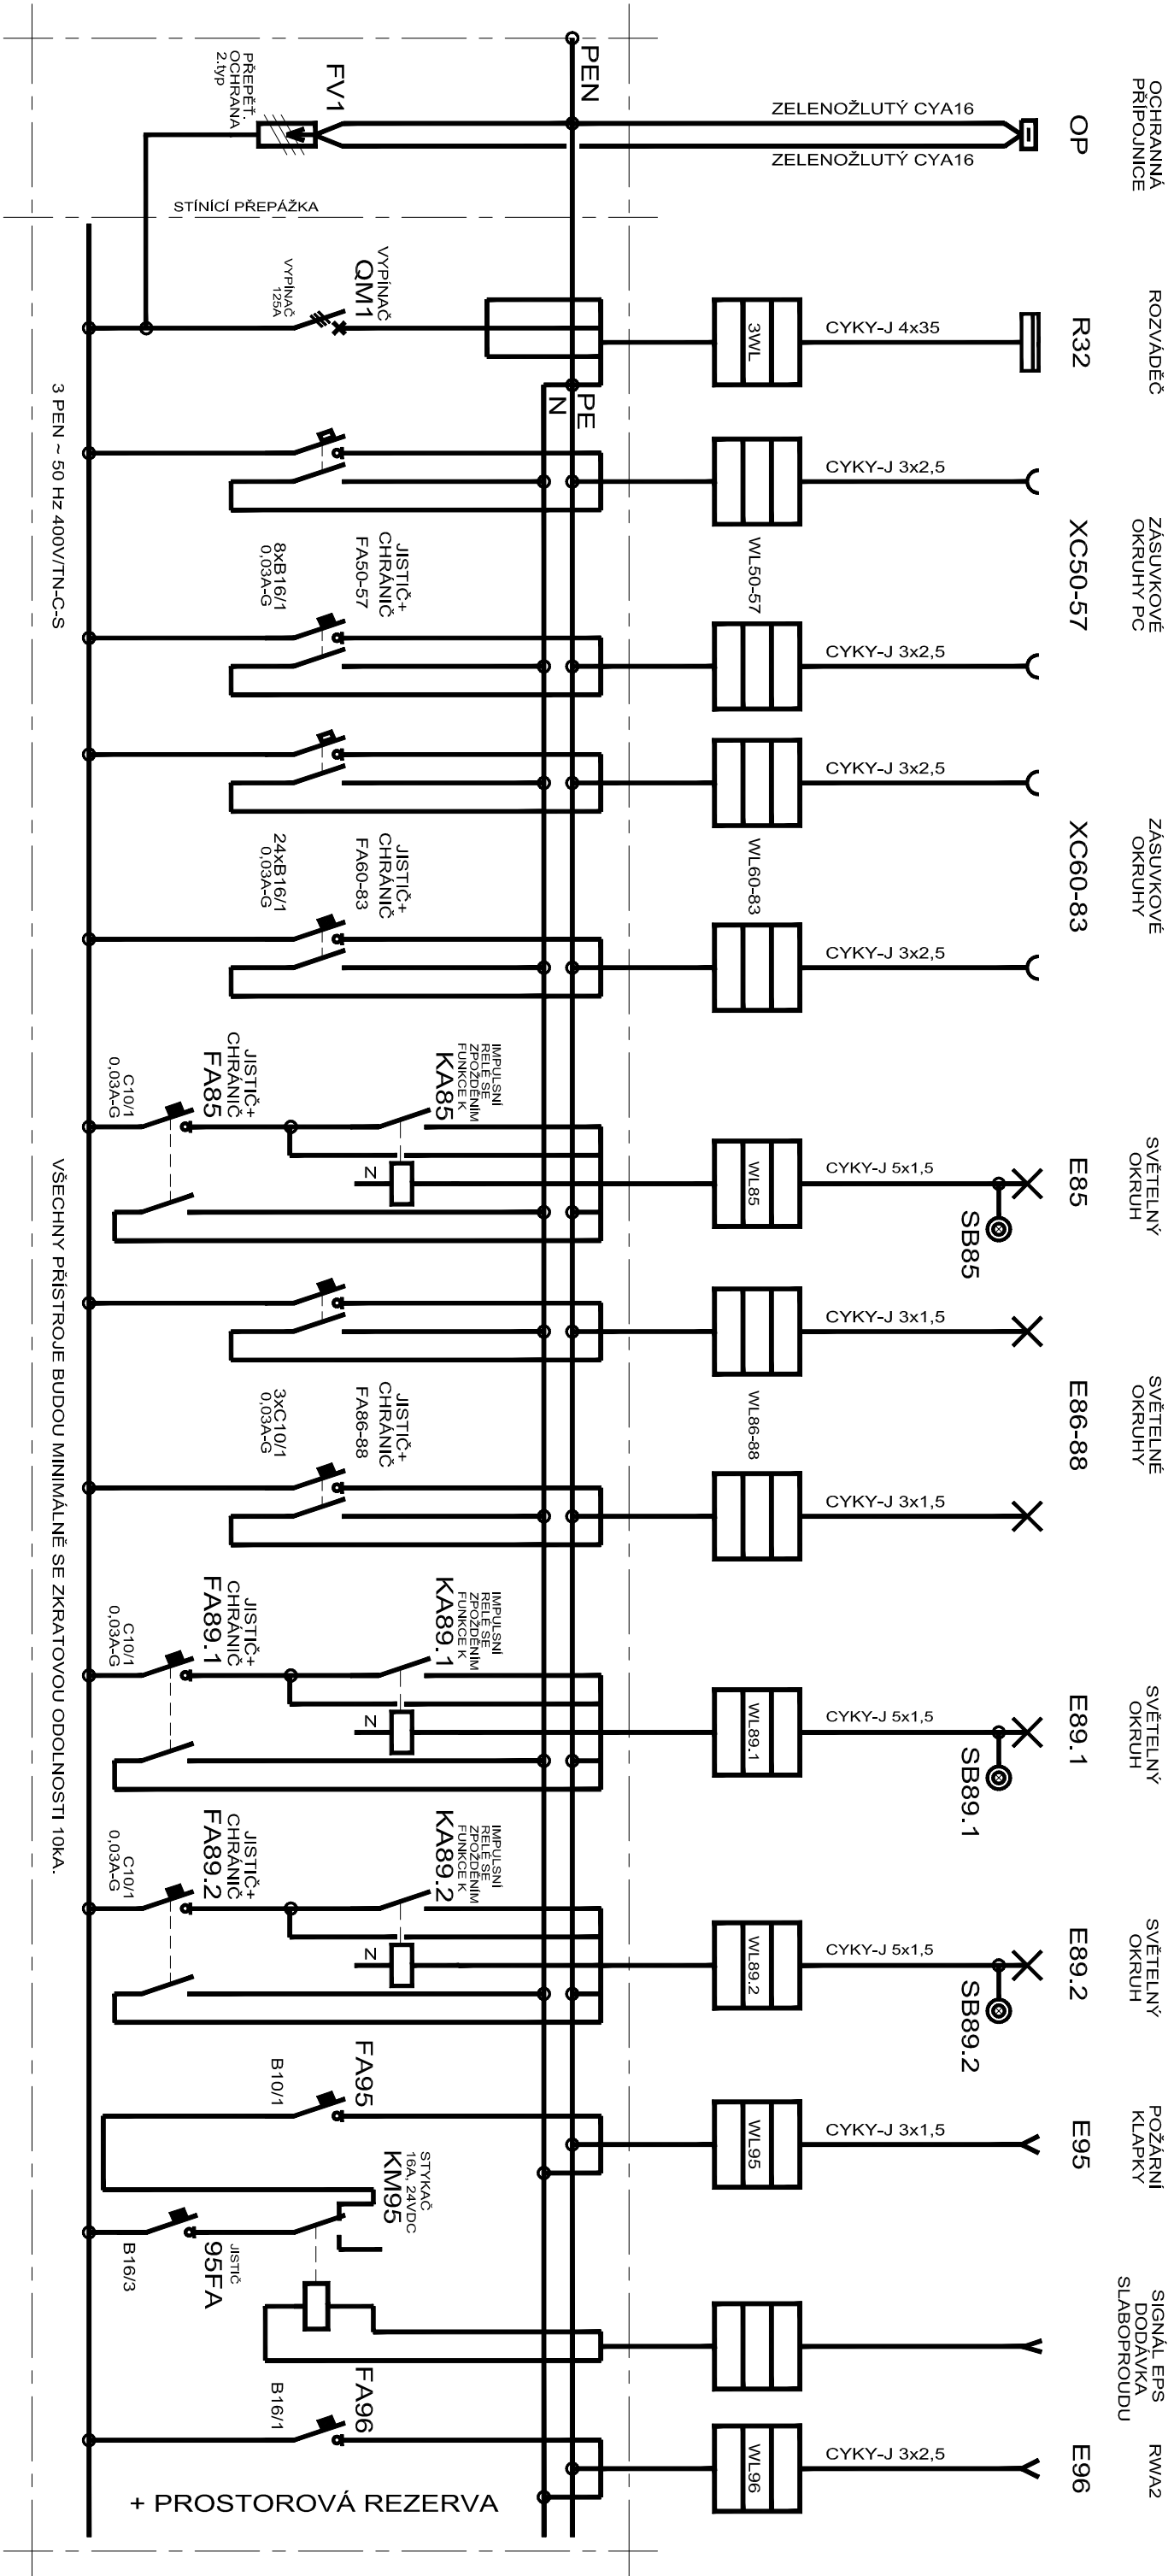 OCHRANNÁ
PŘÍPOJNICE
OP
ZELENOŽLUTÝ CYA16
ZELENOŽLUTÝ CYA16
PEN
FV1
PŘEPĚŤ.
OCHRANA
2.typ
STÍNÍCÍ PŘEPÁŽKA
ROZVÁDĚČ
R32
CYKY-J 4x35
3WL
VYPÍNAČ
QM1
VYPÍNAČ
125A
PE
N
3 PEN ~ 50 Hz 400V/TN-C-S
ZÁSUVKOVÉ
OKRUHY PC
XC50-57
CYKY-J 3x2,5
WL50-57
CYKY-J 3x2,5
JISTIČ+
CHRÁNIČ
FA50-57
8xB16/1
0,03A-G
ZÁSUVKOVÉ
OKRUHY
XC60-83
CYKY-J 3x2,5
WL60-83
CYKY-J 3x2,5
JISTIČ+
CHRÁNIČ
FA60-83
24xB16/1
0,03A-G
SVĚTELNÝ
OKRUH
E85
SB85
CYKY-J 5x1,5
WL85
IMPULSNÍ
RELÉ SE
ZPOŽDĚNÍM
FUNKCE K
KA85
N
JISTIČ+
CHRÁNIČ
FA85
C10/1
0,03A-G
SVĚTELNÉ
OKRUHY
E86-88
CYKY-J 3x1,5
WL86-88
CYKY-J 3x1,5
JISTIČ+
CHRÁNIČ
FA86-88
3xC10/1
0,03A-G
SVĚTELNÝ
OKRUH
E89.1
SB89.1
CYKY-J 5x1,5
WL89.1
IMPULSNÍ
RELÉ SE
ZPOŽDĚNÍM
FUNKCE K
KA89.1
N
JISTIČ+
CHRÁNIČ
FA89.1
C10/1
0,03A-G
SVĚTELNÝ
OKRUH
E89.2
SB89.2
CYKY-J 5x1,5
WL89.2
IMPULSNÍ
RELÉ SE
ZPOŽDĚNÍM
FUNKCE K
KA89.2
N
JISTIČ+
CHRÁNIČ
FA89.2
C10/1
0,03A-G
VŠECHNY PŘÍSTROJE BUDOU MINIMÁLNĚ SE ZKRATOVOU ODOLNOSTI 10kA.
POŽÁRNÍ
KLAPKY
E95
CYKY-J 3x1,5
WL95
FA95
B10/1
STYKAČ
16A, 24VDC
KM95
JISTIČ
95FA
B16/3
SIGNÁL EPS
DODÁVKA
SLABOPROUDU
RWA2
E96
CYKY-J 3x2,5
WL96
FA96
B16/1
+ PROSTOROVÁ REZERVA